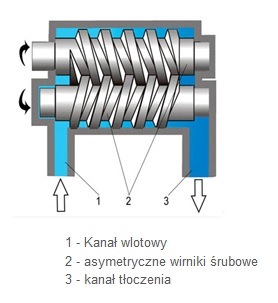 1 2 3
1 - Kanał wlotowy
2 - asymetryczne wirniki śrubowe
3 - kanał tłoczenia